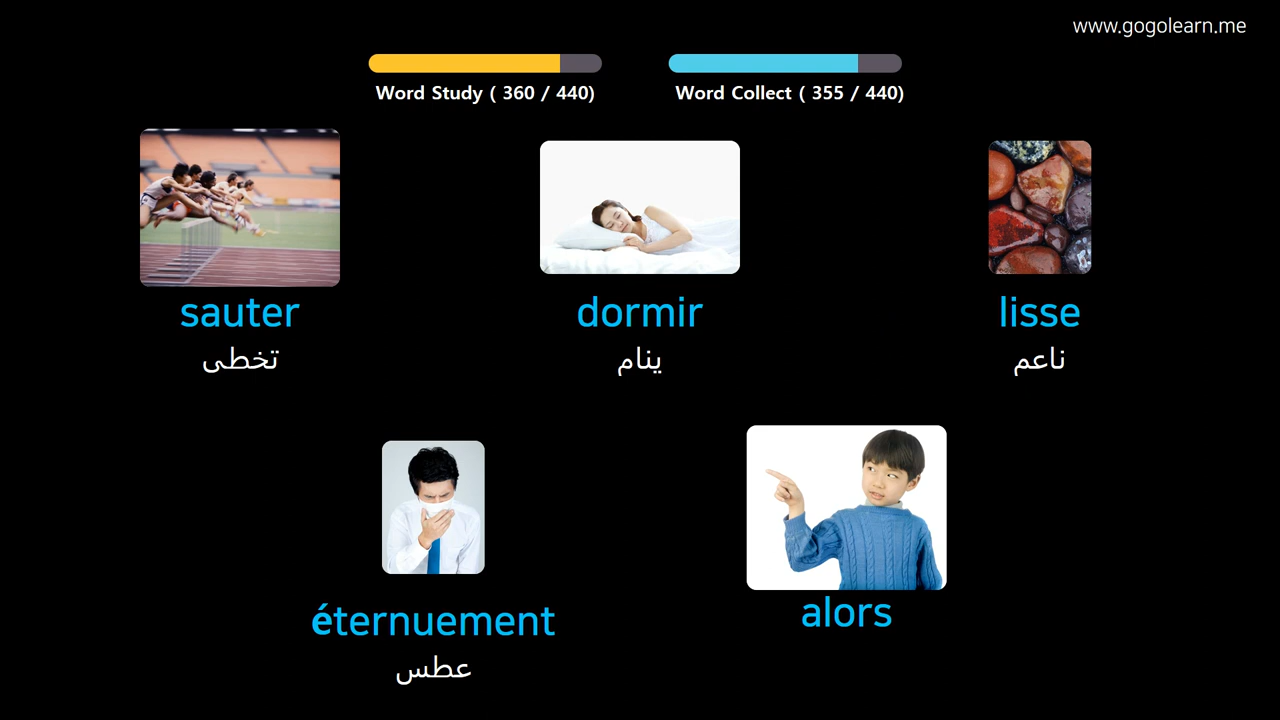 www.gogolearn.me
Word Study ( 360 / 440)
Word Collect ( 355 / 440)
sauter
تخطى
dormir
ينام
lisse
ناعم
éternuement
عطس
alors